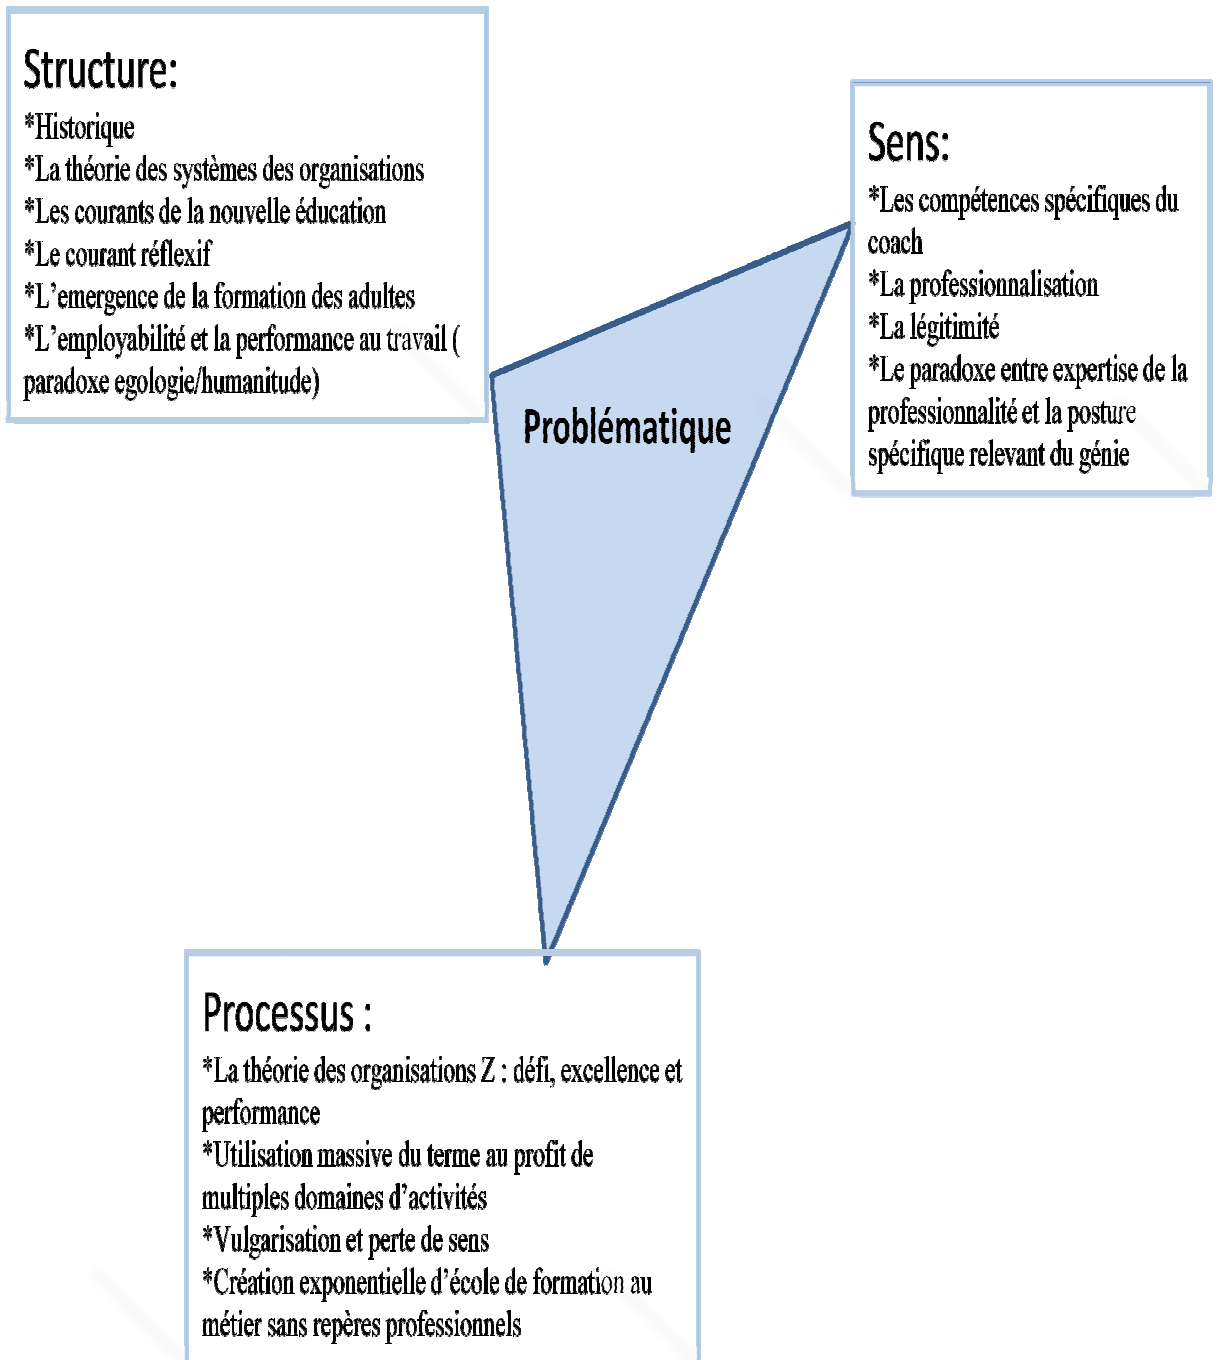 Structure:
*Historique
*La théorie des systèmes des organisations
*Les courants de la nouvelle éducation
*Le courant réflexif
*L’emergence de la formation des adultes
*L’employabilité et la performance au travail (
paradoxe egologie/humanitude)
Sens:
*Les compétences spécifiques du
coach
*La professionnalisation
*La légitimité
*Le paradoxe entre expertise de la
professionnalité et la posture
spécifique relevant du génie
Problématique
Processus :
*La théorie des organisations Z : défi, excellence et
performance
*Utilisation massive du terme au profit de
multiples domaines d’activités
*Vulgarisation et perte de sens
*Création exponentielle d’école de formation au
métier sans repères professionnels